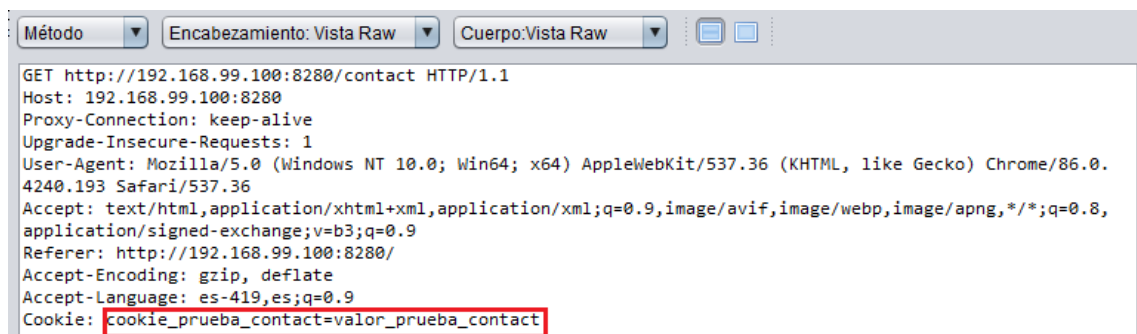 Método Encabezamiento: Vista Raw Cuerpo:Vista Raw
GET http://192.168.99.100:8280/contact HTTP/1.1
Host: 192.168.99.100:8280
Proxy-Connection: keep-alive
Upgrade-Insecure-Requests: 1
User-Agent: Mozilla/5.0 (Windows NT 10.0; Win64; x64) AppleWebKit/537.36 (KHTML, like Gecko) Chrome/86.0.
4240.193 Safari/537.36
Accept: text/html,application/xhtml+xml,application/xml;q=0.9,image/avif,image/webp,image/apng,*/*;q=0.8,
application/signed-exchange;v=b3;q=0.9
Referer: http://192.168.99.100:8280/
Accept-Encoding: gzip, deflate
Accept-Language: es-419,es;q=0.9
Cookie: cookie_prueba_contact=valor_prueba_contact